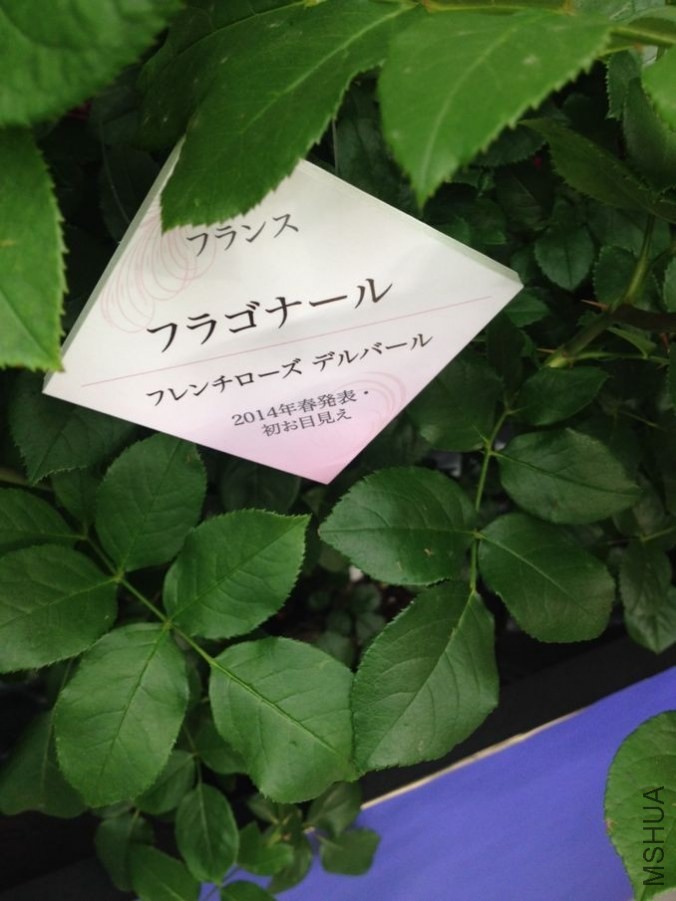 フランス
フラゴナール
フレンチローズ デルバール
2014年春発表・
初お目見え
MSHUA